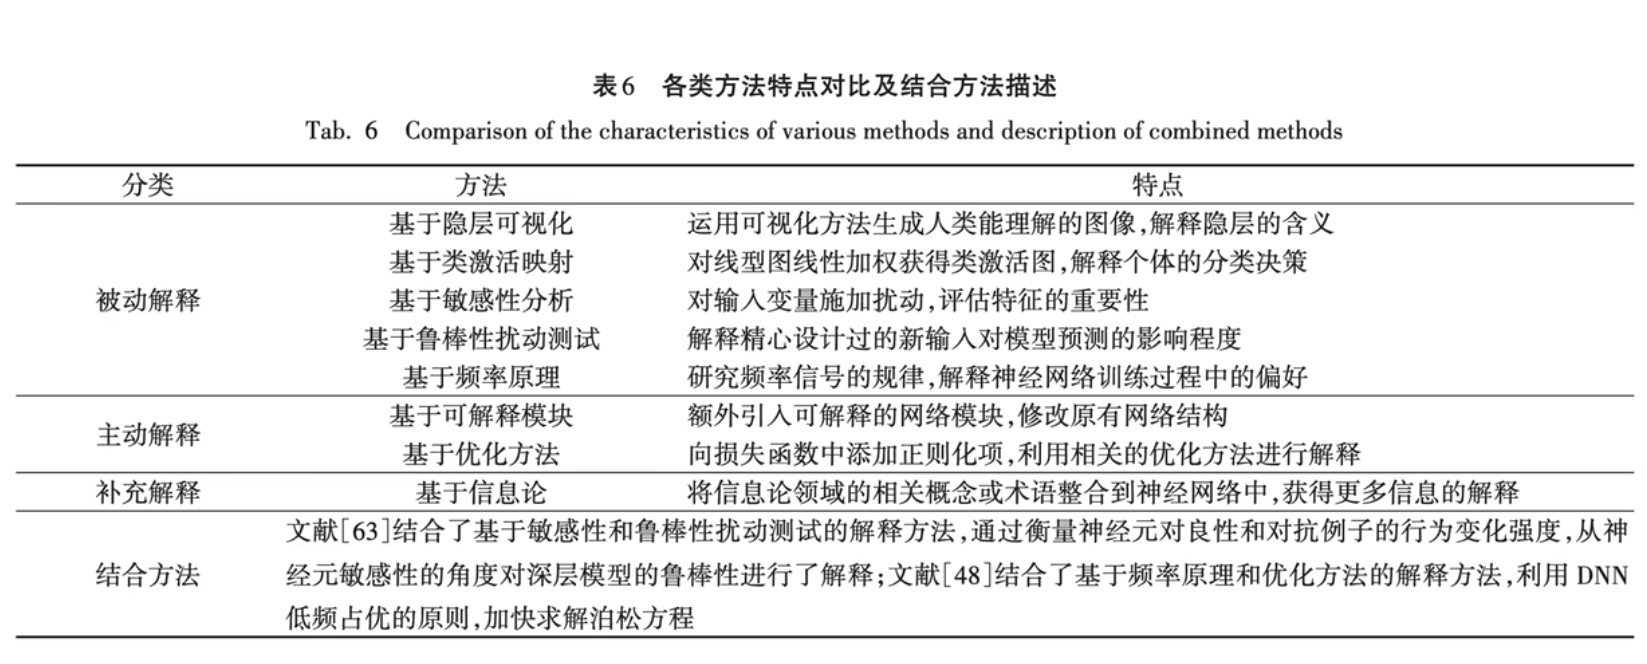 表6 各类方法特点对比及结合方法描述
Tab. 6 Comparison of the characteristics of various methods and description of combined methods
分类 方法 特点
基于隐层可视化 运用可视化方法生成人类能理解的图像,解释隐层的含义
基于类激活映射 对线型图线性加权获得类激活图,解释个体的分类决策
被动解释 基于敏感性分析 对输入变量施加扰动,评估特征的重要性
基于鲁棒性扰动测试 解释精心设计过的新输入对模型预测的影响程度
基于频率原理 研究频率信号的规律,解释神经网络训练过程中的偏好
基于可解释模块 额外引入可解释的网络模块,修改原有网络结构
主动解释
基于优化方法 向损失函数中添加正则化项,利用相关的优化方法进行解释
补充解释 基于信息论 将信息论领域的相关概念或术语整合到神经网络中,获得更多信息的解释
文献[63]结合了基于敏感性和鲁棒性扰动测试的解释方法,通过衡量神经元对良性和对抗例子的行为变化强度,从神
结合方法 经元敏感性的角度对深层模型的鲁棒性进行了解释;文献[48]结合了基于频率原理和优化方法的解释方法,利用 DNN
低频占优的原则,加快求解泊松方程